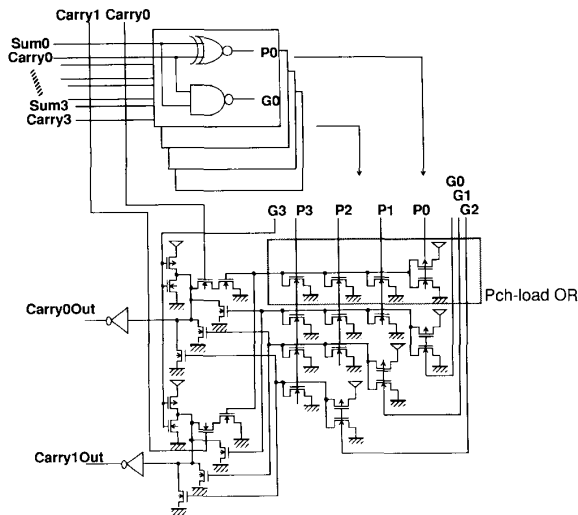 Carry1 Carry0
Sum0
Carry0
P0
G0
Sum3
Carry3
G0
G1
G3 P3 P2 P1 P0 G2
Pch-load OR
Carry0Out
Carry1Out